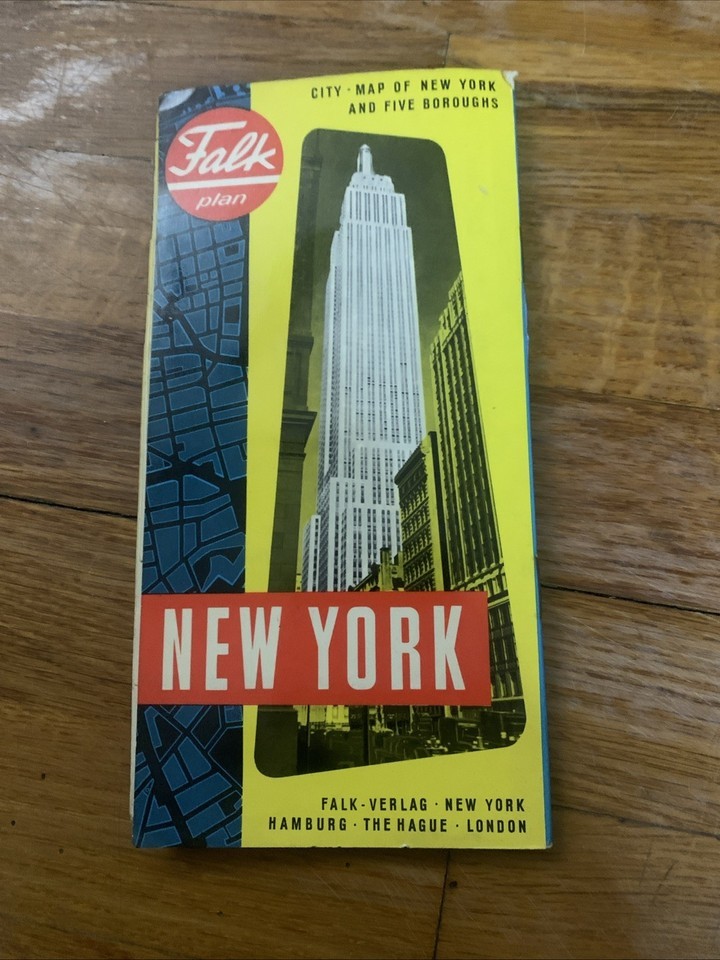 CITY-MAP OF NEW YORK
AND FIVE BOROUGHS
Falk
plan
NEW YORK
FALK-VERLAG · NEW YORK
HAMBURG · THE HAGUE · LONDON